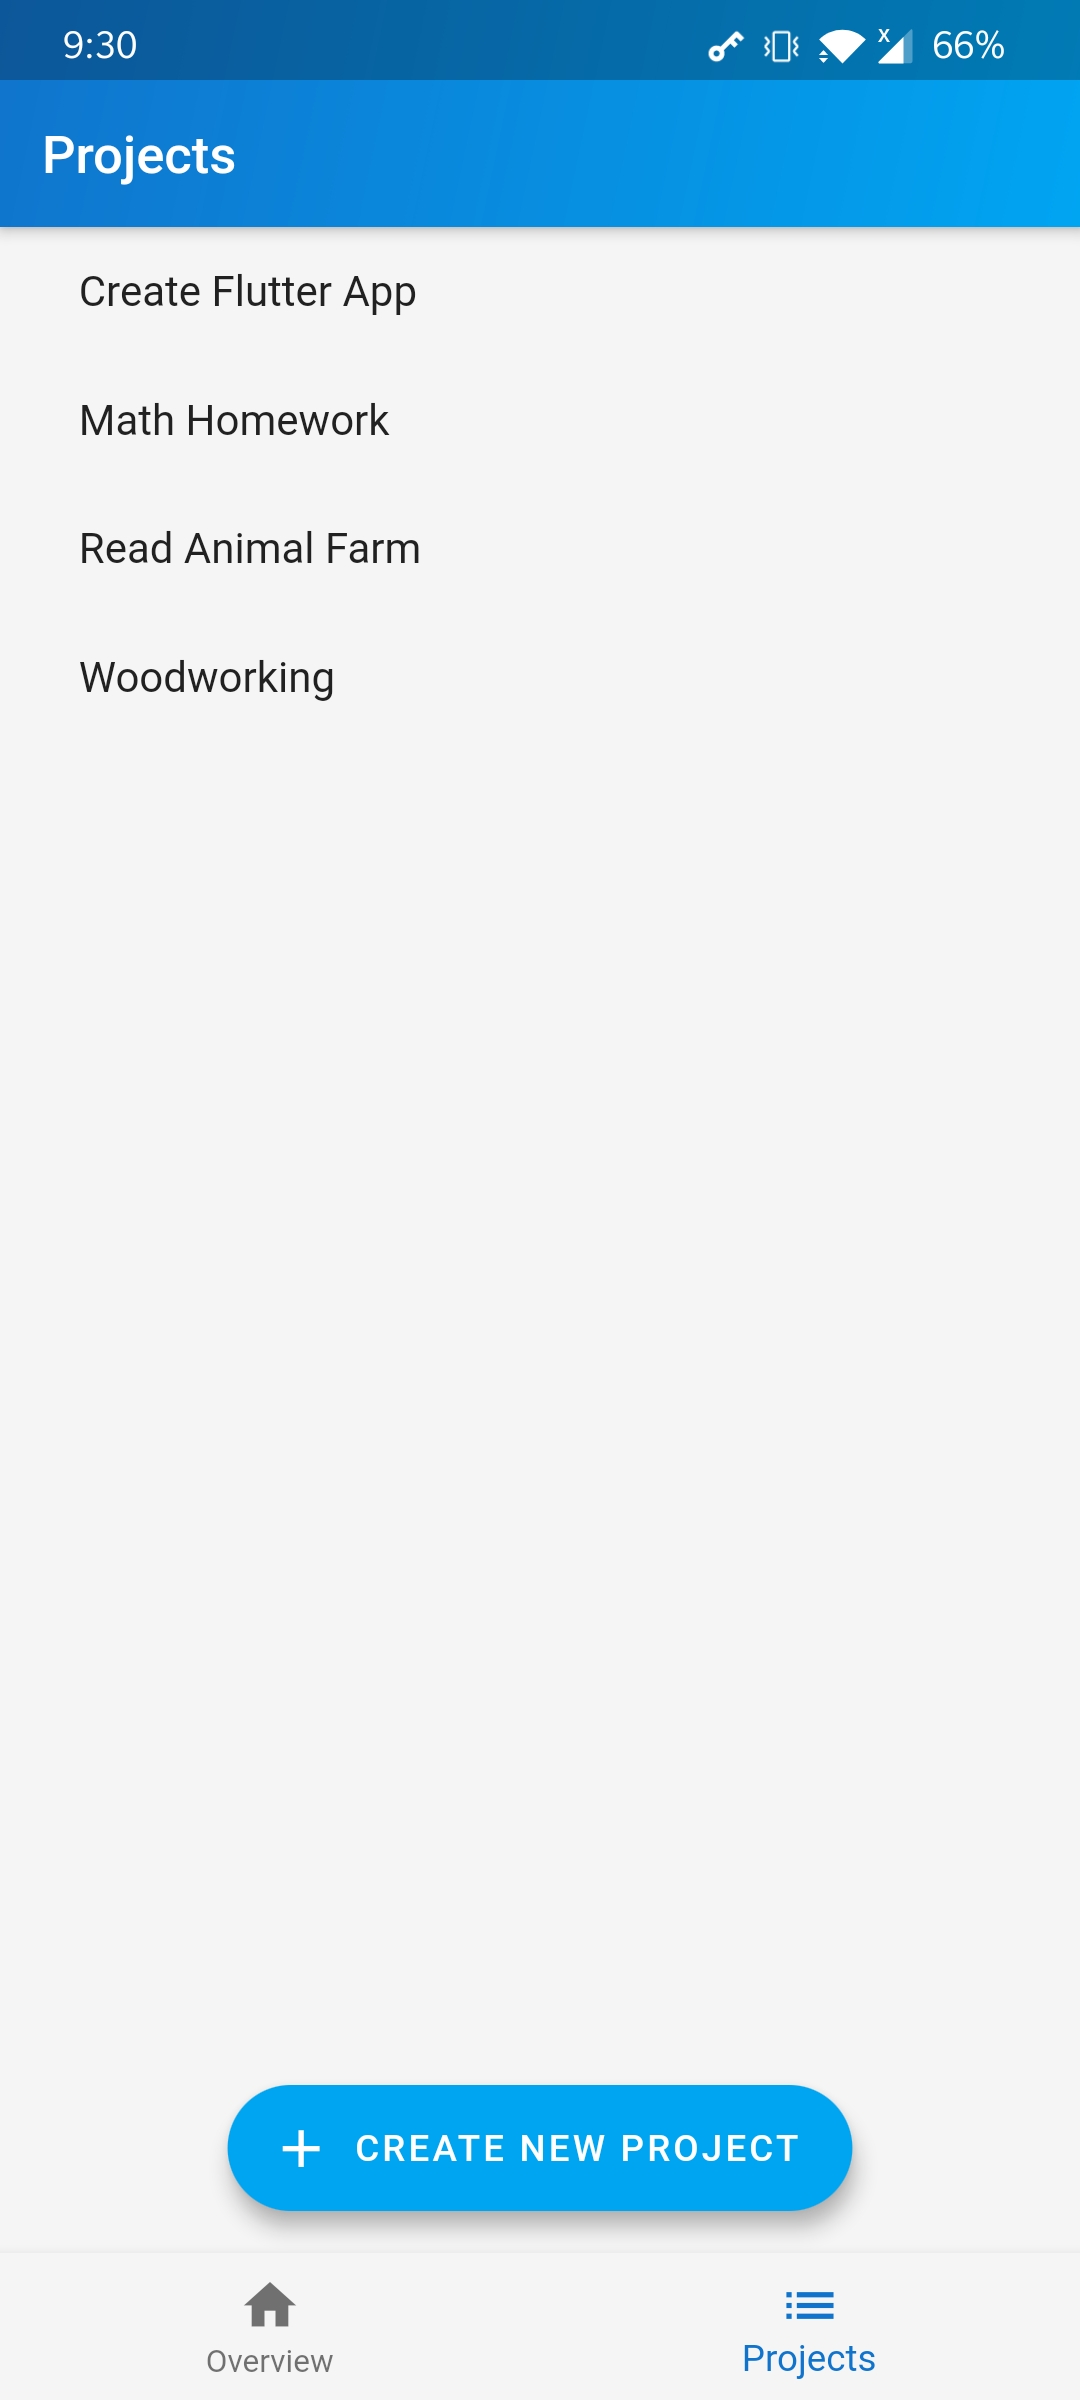 9:30 66%
Projects
Create Flutter App
Math Homework
Read Animal Farm
Woodworking
CREATE NEW PROJECT
Overview Projects